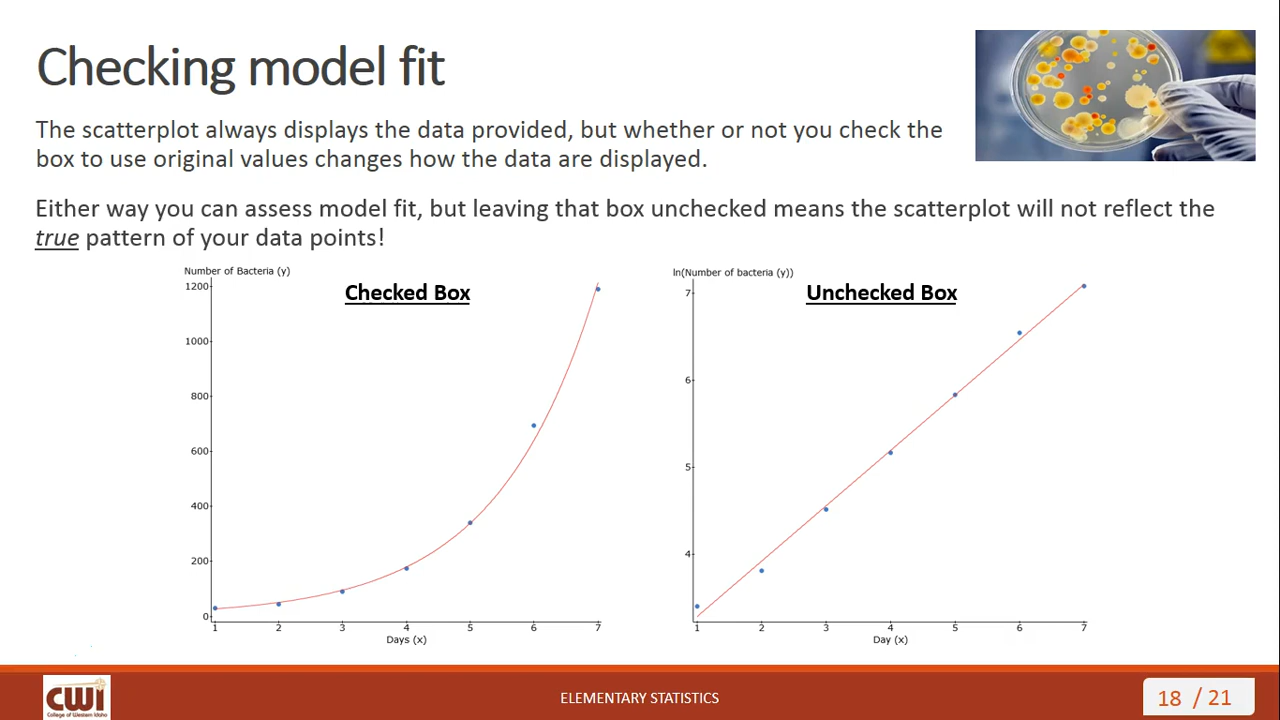 Checking model fit
The scatterplot always displays the data provided, but whether or not you check the
box to use original values changes how the data are displayed.
Either way you can assess model fit, but leaving that box unchecked means the scatterplot will not reflect the
true pattern of your data points!
Number of Bacteria (y)
Checked Box
1200
1000
800
600
400
200
0
1 2 3 4 5 6 7
Days (x)
ln(Number of bacteria (y))
Unchecked Box
7
6
5
4
1 2 3 4 5 6 7
Day (x)
CWI
College of Western Idaho
ELEMENTARY STATISTICS
18 / 21